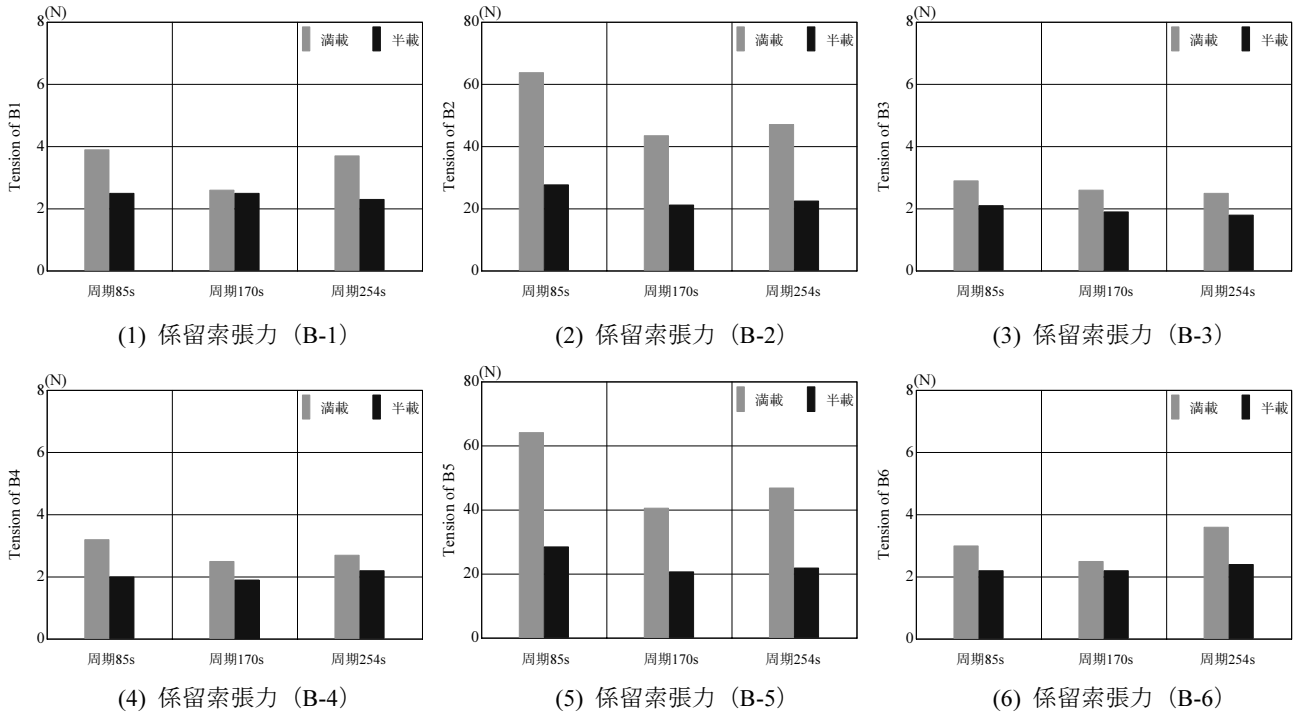 (N)
8
6
4
2
0
Tension of B1
満載 半載
周期85s 周期170s 周期254s
(1) 係留索張力（B-1）
(N)
80
60
40
20
0
Tension of B2
満載 半載
周期85s 周期170s 周期254s
(2) 係留索張力（B-2）
(N)
8
6
4
2
0
Tension of B3
満載 半載
周期85s 周期170s 周期254s
(3) 係留索張力（B-3）
(N)
8
6
4
2
0
Tension of B4
満載 半載
周期85s 周期170s 周期254s
(4) 係留索張力（B-4）
(N)
80
60
40
20
0
Tension of B5
満載 半載
周期85s 周期170s 周期254s
(5) 係留索張力（B-5）
(N)
8
6
4
2
0
Tension of B6
満載 半載
周期85s 周期170s 周期254s
(6) 係留索張力（B-6）